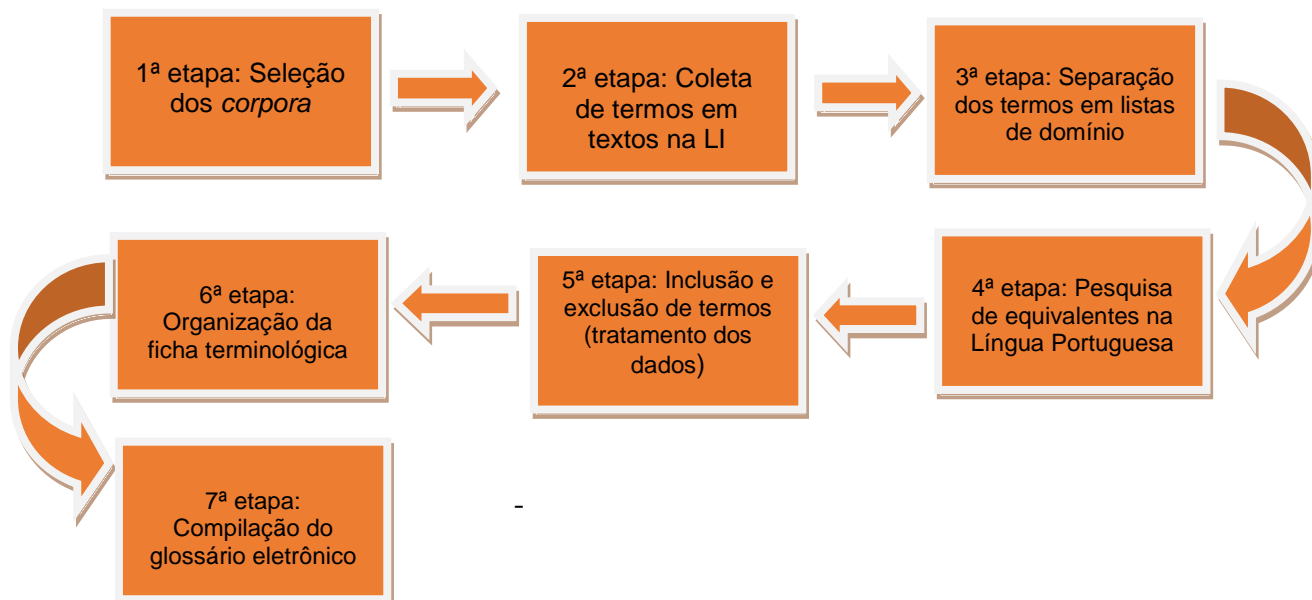 1ª etapa: Seleção
dos corpora
2ª etapa: Coleta
de termos em
textos na LI
3ª etapa: Separação
dos termos em listas
de domínio
4ª etapa: Pesquisa
de equivalentes na
Língua Portuguesa
5ª etapa: Inclusão e
exclusão de termos
(tratamento dos
dados)
6ª etapa:
Organização da
ficha terminológica
7ª etapa:
Compilação do
glossário eletrônico
-